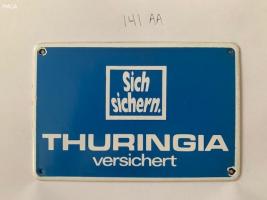 141 AA
Sich
sichern.
THURINGIA
versichert